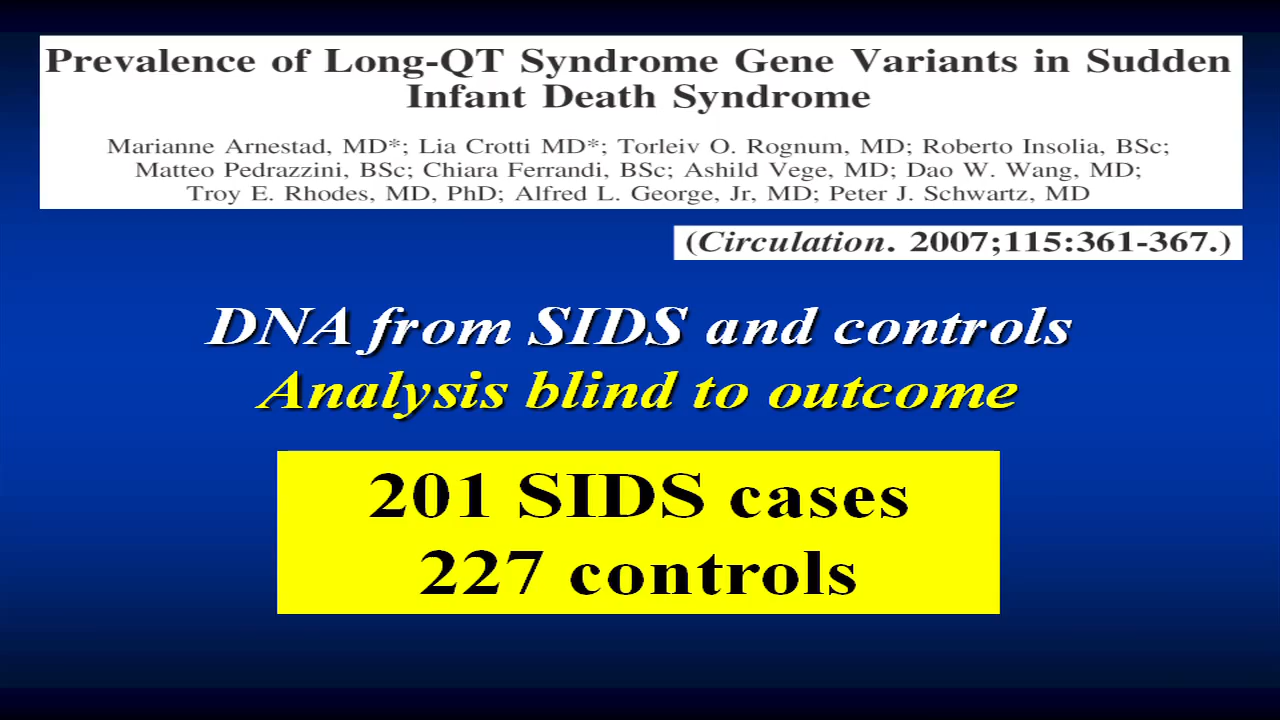 Prevalence of Long-QT Syndrome Gene Variants in Sudden
Infant Death Syndrome
Marianne Arnestad, MD*; Lia Crotti MD*; Torleiv O. Rognum, MD; Roberto Insolia, BSc;
Matteo Pedrazzini, BSc; Chiara Ferrandi, BSc; Ashild Vege, MD; Dao W. Wang, MD;
Troy E. Rhodes, MD, PhD; Alfred L. George, Jr, MD; Peter J. Schwartz, MD
(Circulation. 2007;115:361-367.)
DNA from SIDS and controls
Analysis blind to outcome
201 SIDS cases
227 controls